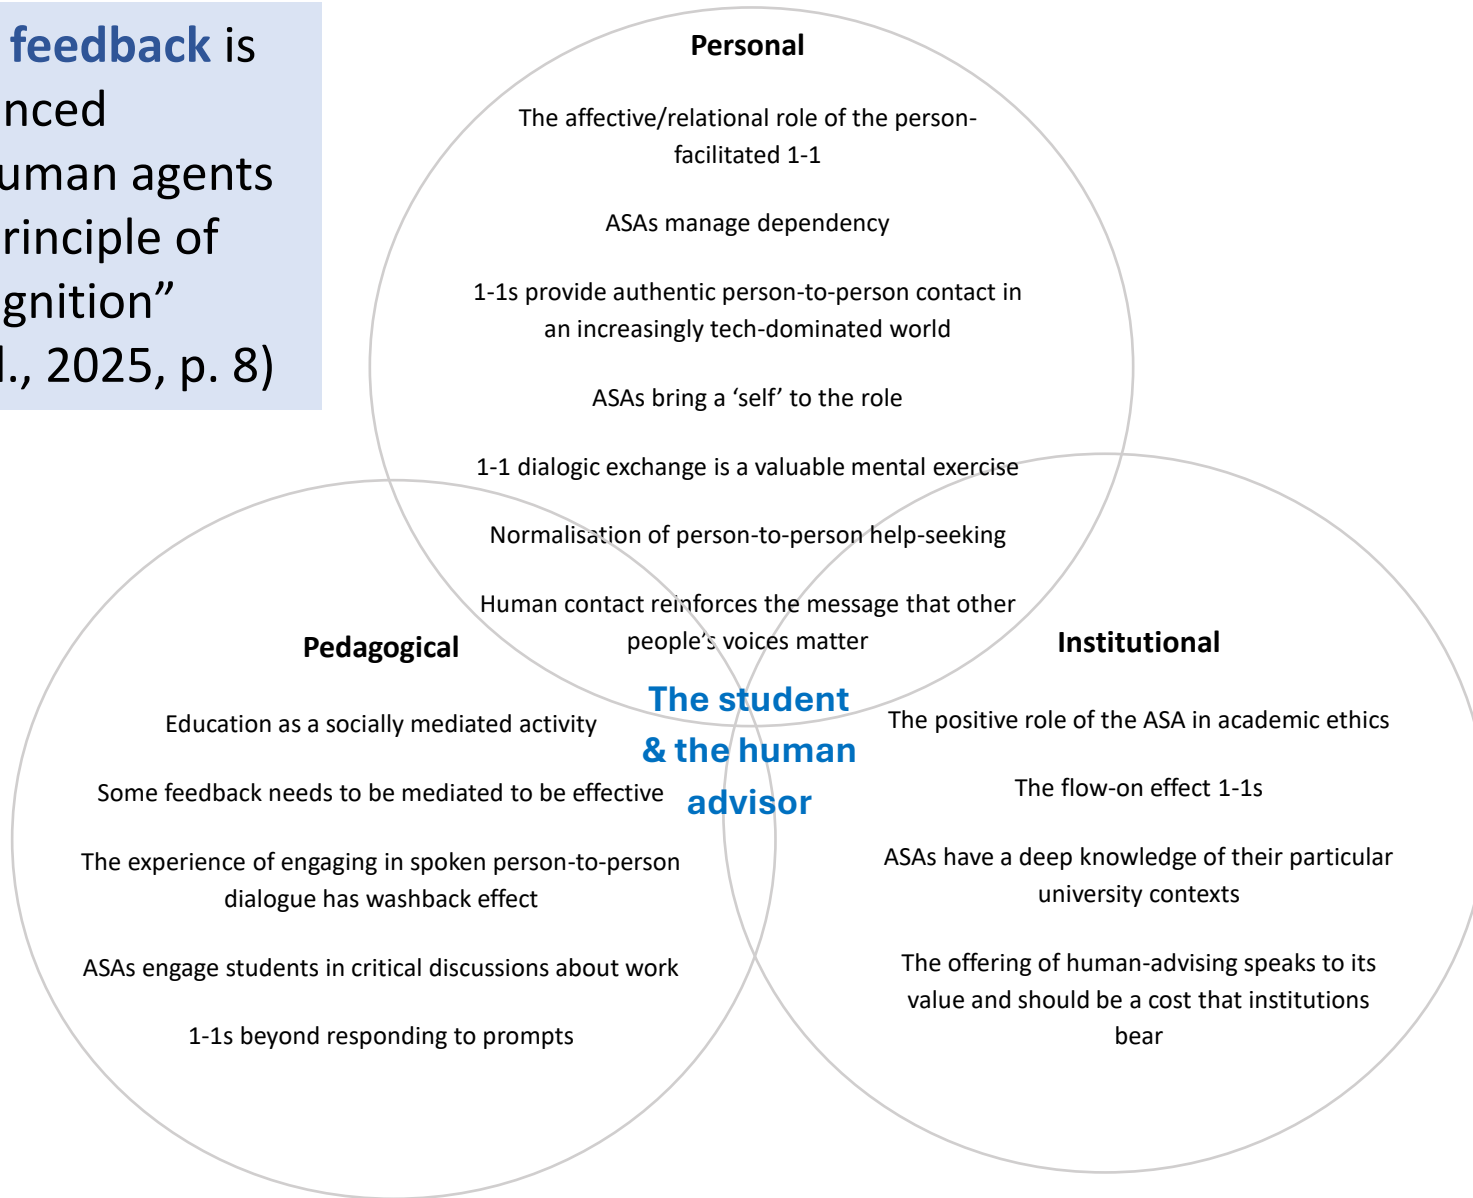 feedback is
nced
uman agents
rinciple of
gnition”
l., 2025, p. 8)
Personal
The affective/relational role of the person-
facilitated 1-1
ASAs manage dependency
1-1s provide authentic person-to-person contact in
an increasingly tech-dominated world
ASAs bring a ‘self’ to the role
1-1 dialogic exchange is a valuable mental exercise
Normalisation of person-to-person help-seeking
Human contact reinforces the message that other
people’s voices matter
Pedagogical
Education as a socially mediated activity
Some feedback needs to be mediated to be effective
The experience of engaging in spoken person-to-person
dialogue has washback effect
ASAs engage students in critical discussions about work
1-1s beyond responding to prompts
The student
& the human
advisor
Institutional
The positive role of the ASA in academic ethics
The flow-on effect 1-1s
ASAs have a deep knowledge of their particular
university contexts
The offering of human-advising speaks to its
value and should be a cost that institutions
bear